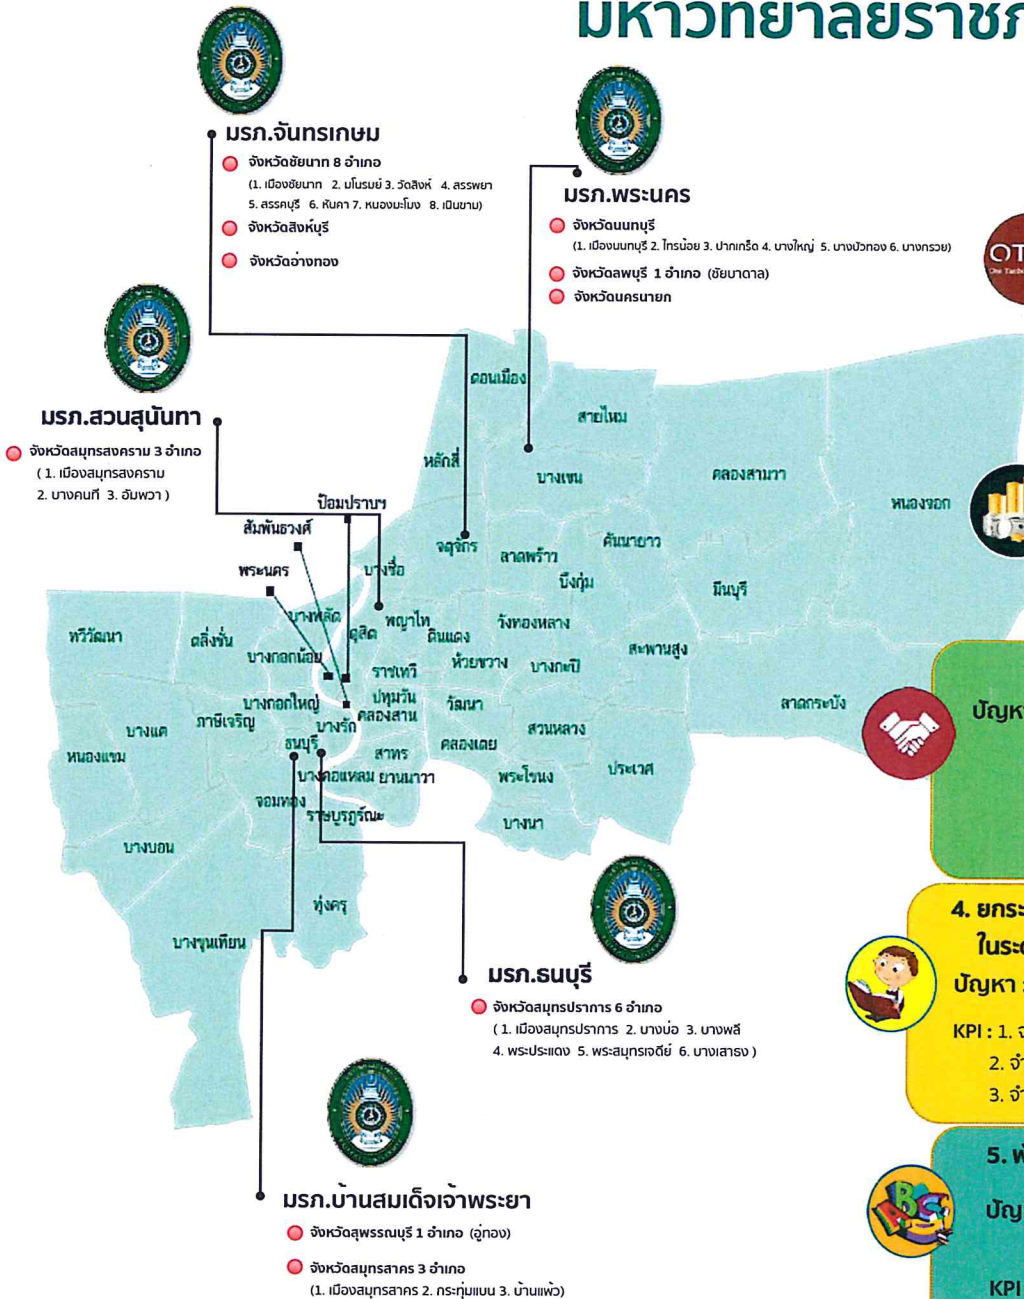 มหาวิทยาลัยราชภ
มรภ.จันทรเกษม
จังหวัดชัยนาท 8 อำเภอ
(1. เมืองชัยนาท 2. มโนรมย์ 3. วัดสิงห์ 4. สรรพยา
5. สรรคบุรี 6. หันคา 7. หนองมะโมง 8. เนินขาม)
จังหวัดสิงห์บุรี
จังหวัดอ่างทอง
มรภ.พระนคร
จังหวัดนนทบุรี
(1. เมืองนนทบุรี 2. ไทรน้อย 3. ปากเกร็ด 4. บางใหญ่ 5. บางบัวทอง 6. บางกรวย)
จังหวัดลพบุรี 1 อำเภอ (ชัยบาดาล)
จังหวัดนครนายก
OT
มรภ.สวนสุนันทา
จังหวัดสมุทรสงคราม 3 อำเภอ
( 1. เมืองสมุทรสงคราม
2. บางคนที 3. อัมพวา )
ดอนเมือง
สายไหม
หลักสี่
บางเขน
คลองสามวา
หนองจอก
ป้อมปราบฯ
สัมพันธวงศ์
พระนคร
จตุจักร
ลาดพร้าว
คันนายาว
บางซื่อ
บึงกุ่ม
มีนบุรี
บางพลัด
ดุสิต
พญาไท
ดินแดง
วังทองหลาง
ทวีวัฒนา
ตลิ่งชัน
บางกอกน้อย
ราชเทวี
ห้วยขวาง
บางกะปิ
สะพานสูง
บางกอกใหญ่
ปทุมวัน
วัฒนา
ลาดกระบัง
คลองสาน
ภาษีเจริญ
บางแค
บางรัก
สวนหลวง
หนองแขม
ธนบุรี
สาทร
คลองเตย
บางคอแหลม
ยานนาวา
พระโขนง
ประเวศ
จอมทอง
ราษบูรภูร์ณะ
บางนา
บางบอน
ทุ่งครุ
บางขุนเทียน
ปัญห
มรภ.ธนบุรี
จังหวัดสมุทรปราการ 6 อำเภอ
( 1. เมืองสมุทรปราการ 2. บางบ่อ 3. บางพลี
4. พระประแดง 5. พระสมุทรเจดีย์ 6. บางเสาธง )
4. ยกระ
ในระ
ปัญหา :
KPI : 1. จ
2. จำ
3. จำ
มรภ.บ้านสมเด็จเจ้าพระยา
จังหวัดสุพรรณบุรี 1 อำเภอ (อู่ทอง)
จังหวัดสมุทรสาคร 3 อำเภอ
(1. เมืองสมุทรสาคร 2. กระทุ่มแบน 3. บ้านแพ้ว)
5. พ
ปัญ
KPI